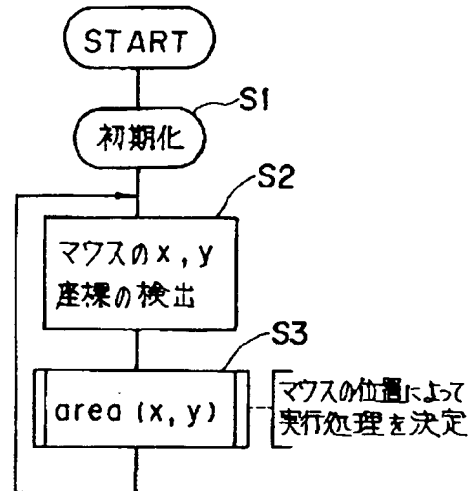 START
S1
初期化
S2
マウスのx,y
座標の検出
S3
area(x,y)
マウスの位置によって
実行処理を決定